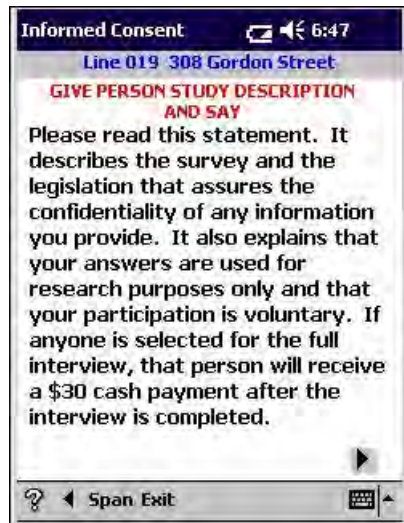 Informed Consent 6:47
Line 019 308 Gordon Street
GIVE PERSON STUDY DESCRIPTION
AND SAY
Please read this statement. It
describes the survey and the
legislation that assures the
confidentiality of any information
you provide. It also explains that
your answers are used for
research purposes only and that
your participation is voluntary. If
anyone is selected for the full
interview, that person will receive
a $30 cash payment after the
interview is completed.
? Span Exit